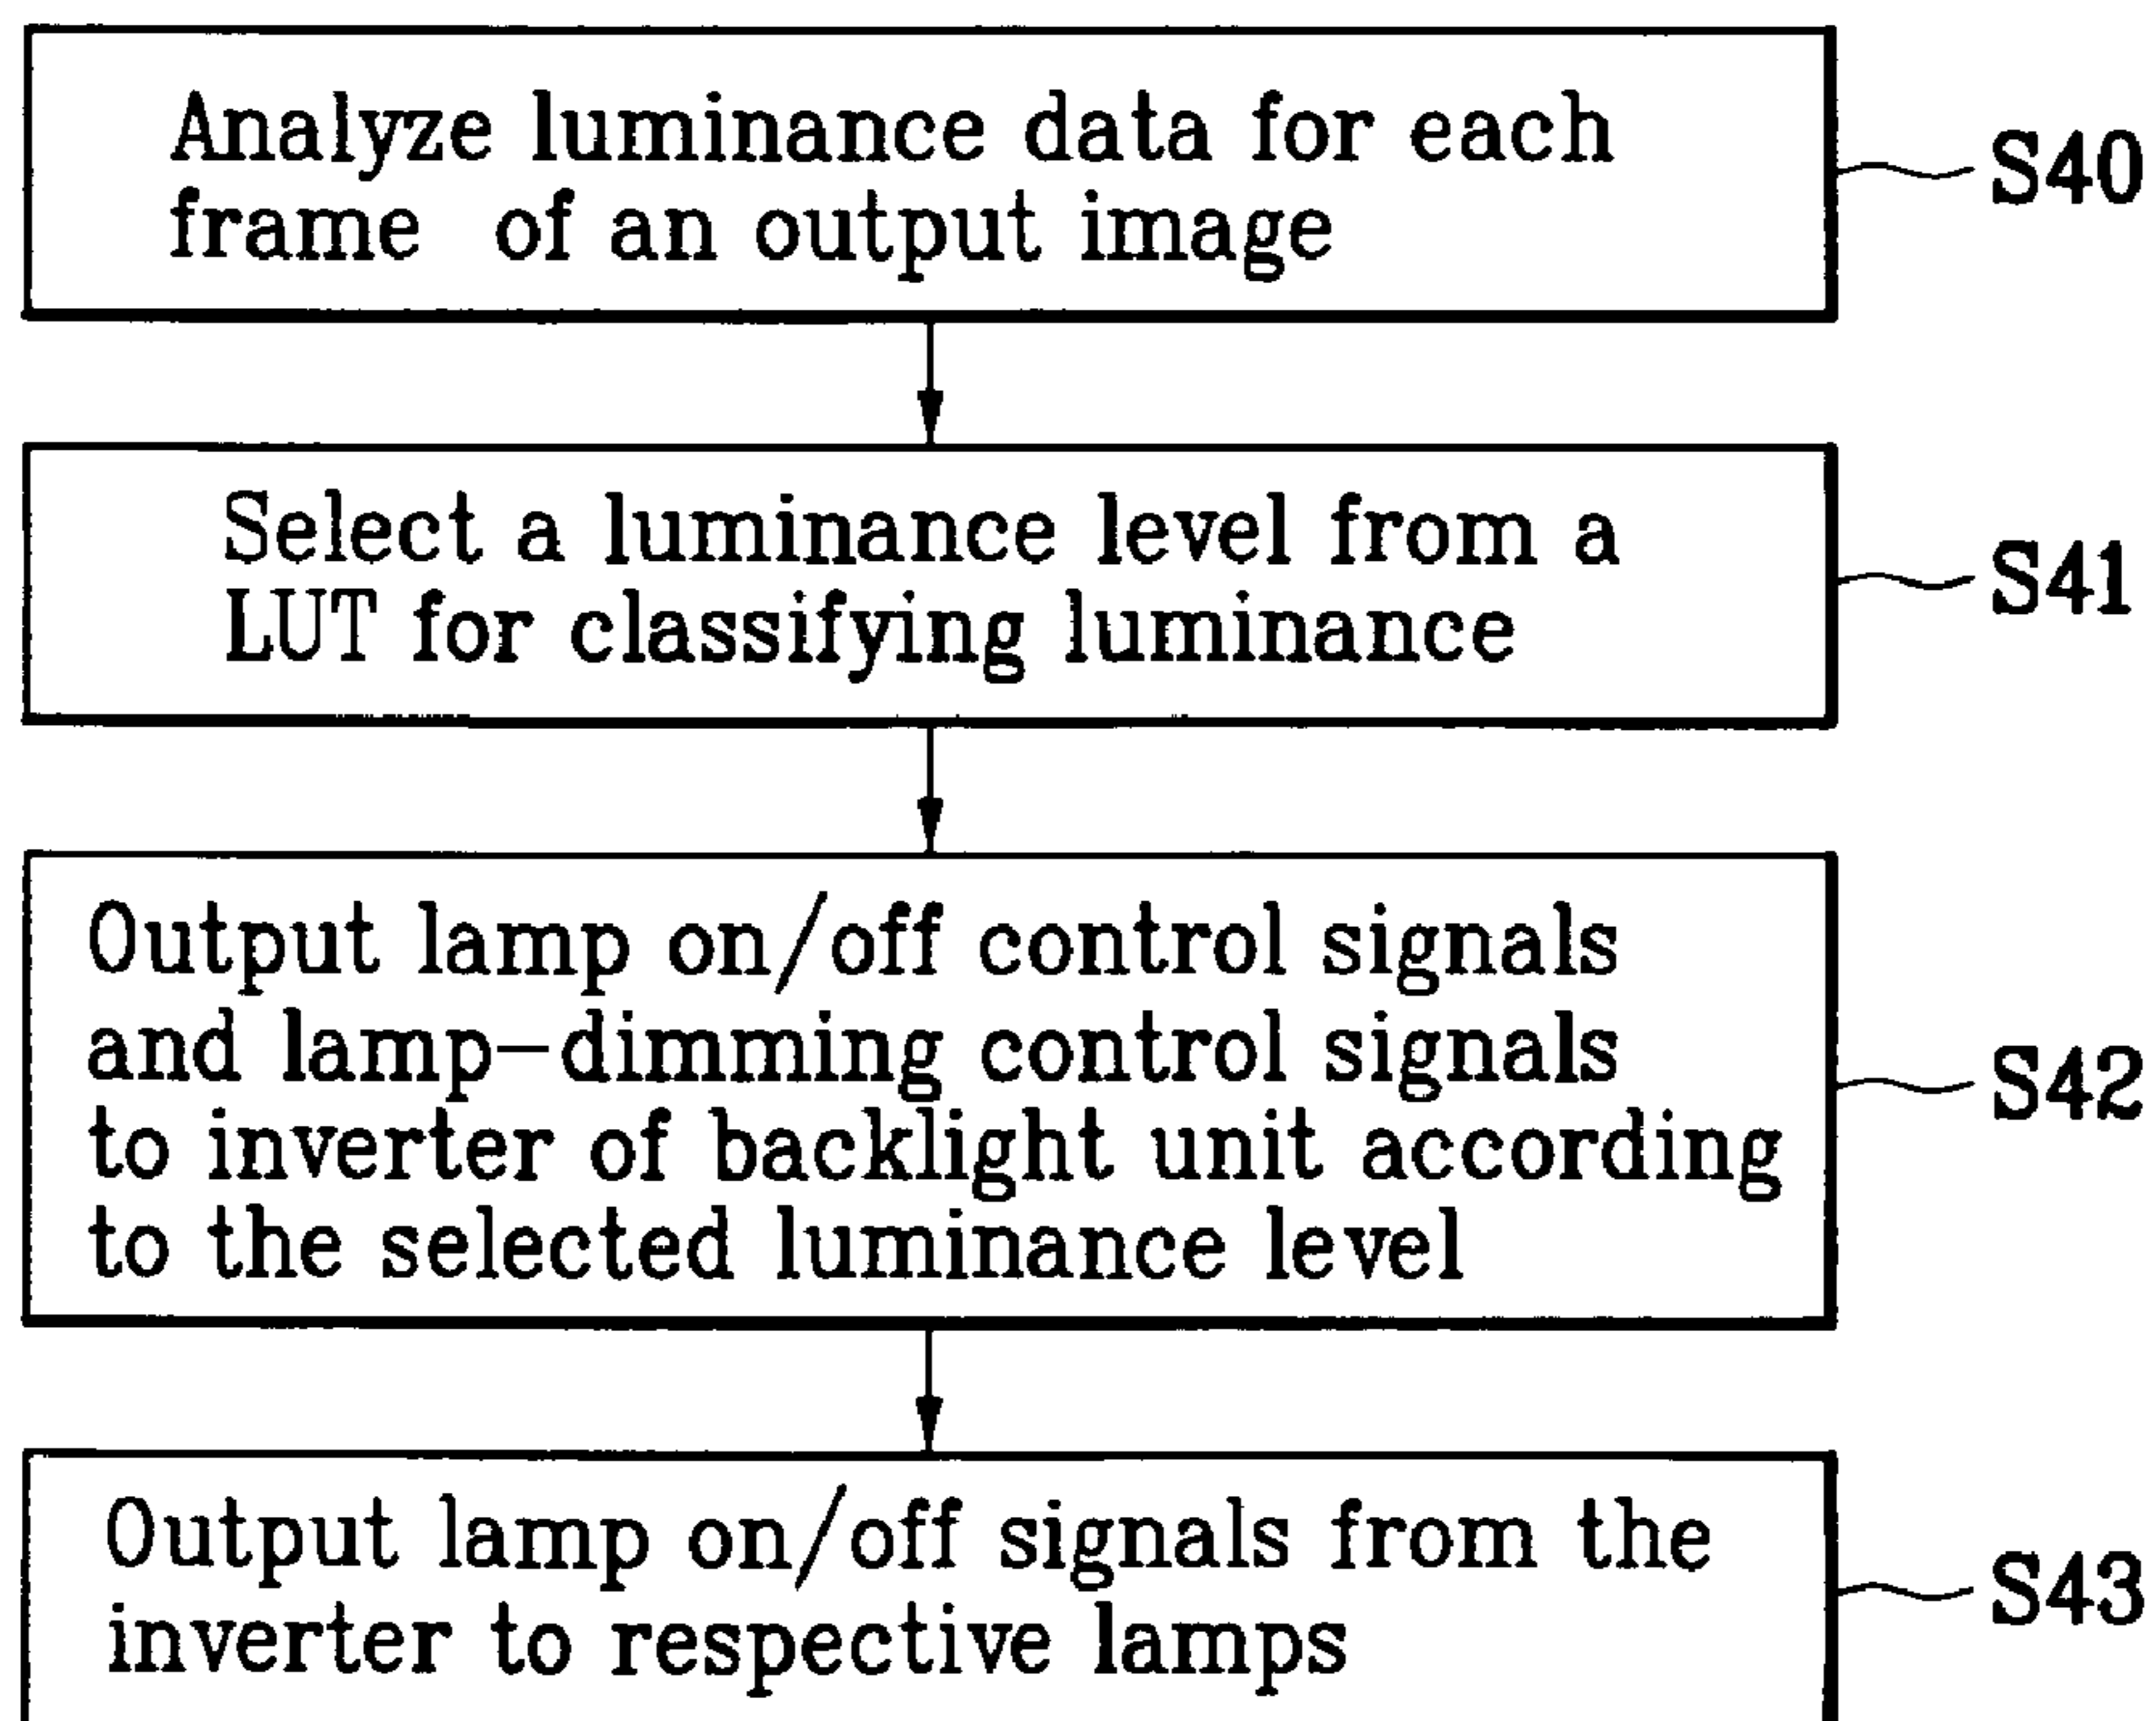 Analyze luminance data for each
frame of an output image
S40
Select a luminance level from a
LUT for classifying luminance
S41
Output lamp on/off control signals
and lamp-dimming control signals
to inverter of backlight unit according
to the selected luminance level
S42
Output lamp on/off signals from the
inverter to respective lamps
S43